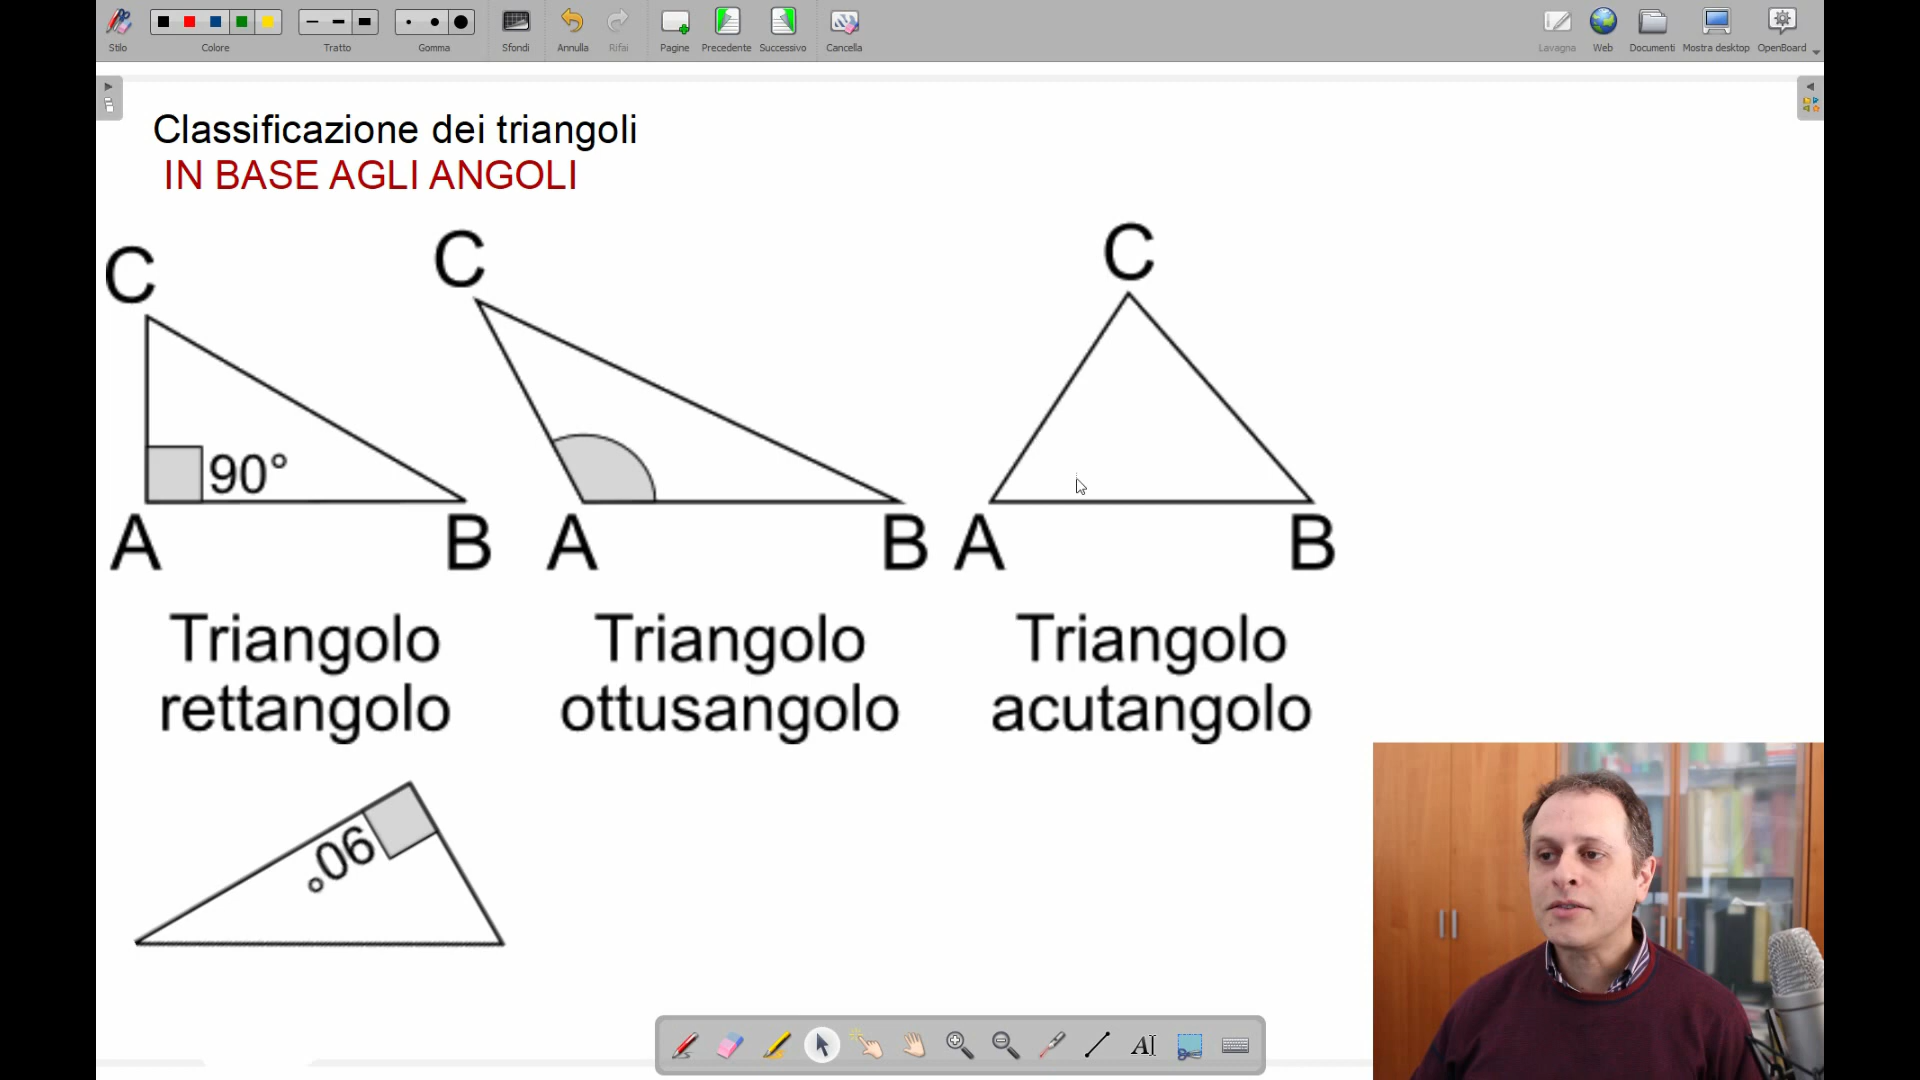 Stilo
Colore
Tratto
Gomma
Sfondi
Annulla
Rifai
Pagine
Precedente
Successivo
Cancella
Lavagna
Web
Documenti
Mostra desktop
OpenBoard
Classificazione dei triangoli
IN BASE AGLI ANGOLI
C
C
C
90°
A
B
A
B
A
B
Triangolo
rettangolo
Triangolo
ottusangolo
Triangolo
acutangolo
90°
AI